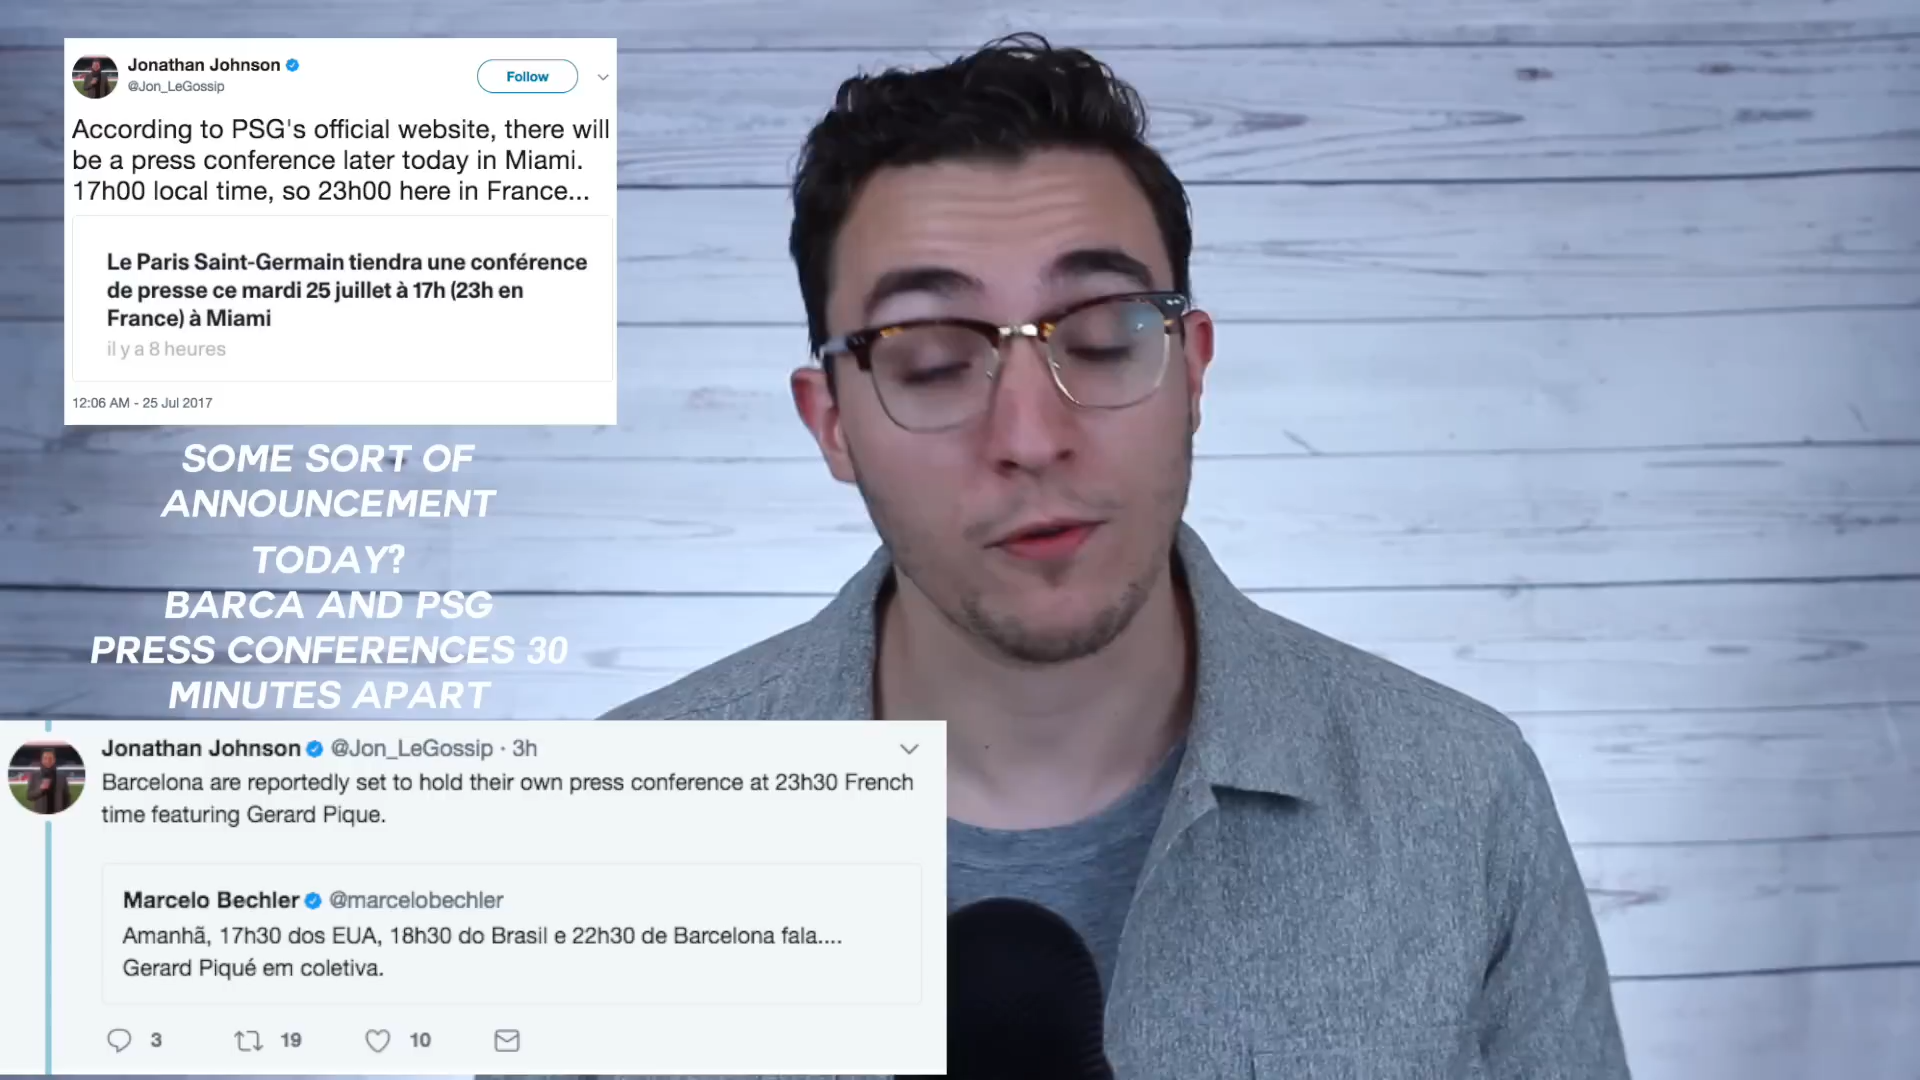 Jonathan Johnson
@Jon_LeGossip
Follow
According to PSG's official website, there will
be a press conference later today in Miami.
17h00 local time, so 23h00 here in France...
Le Paris Saint-Germain tiendra une conférence
de presse ce mardi 25 juillet à 17h (23h en
France) à Miami
il y a 8 heures
12:06 AM - 25 Jul 2017
SOME SORT OF
ANNOUNCEMENT
TODAY?
BARCA AND PSG
PRESS CONFERENCES 30
MINUTES APART
Jonathan Johnson @Jon_LeGossip · 3h
Barcelona are reportedly set to hold their own press conference at 23h30 French
time featuring Gerard Pique.
Marcelo Bechler @marcelobechler
Amanhã, 17h30 dos EUA, 18h30 do Brasil e 22h30 de Barcelona fala....
Gerard Piqué em coletiva.
3 19 10